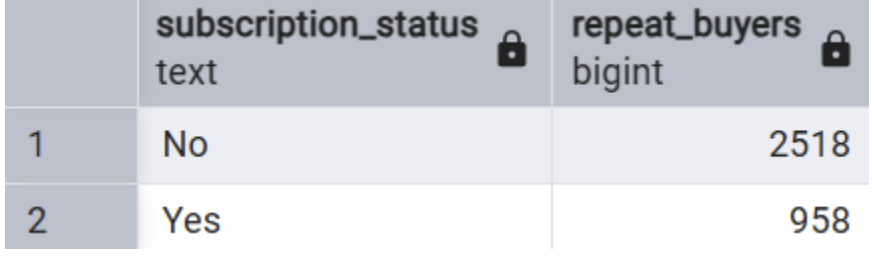 subscription_status repeat_buyers
text bigint
1 No 2518
2 Yes 958